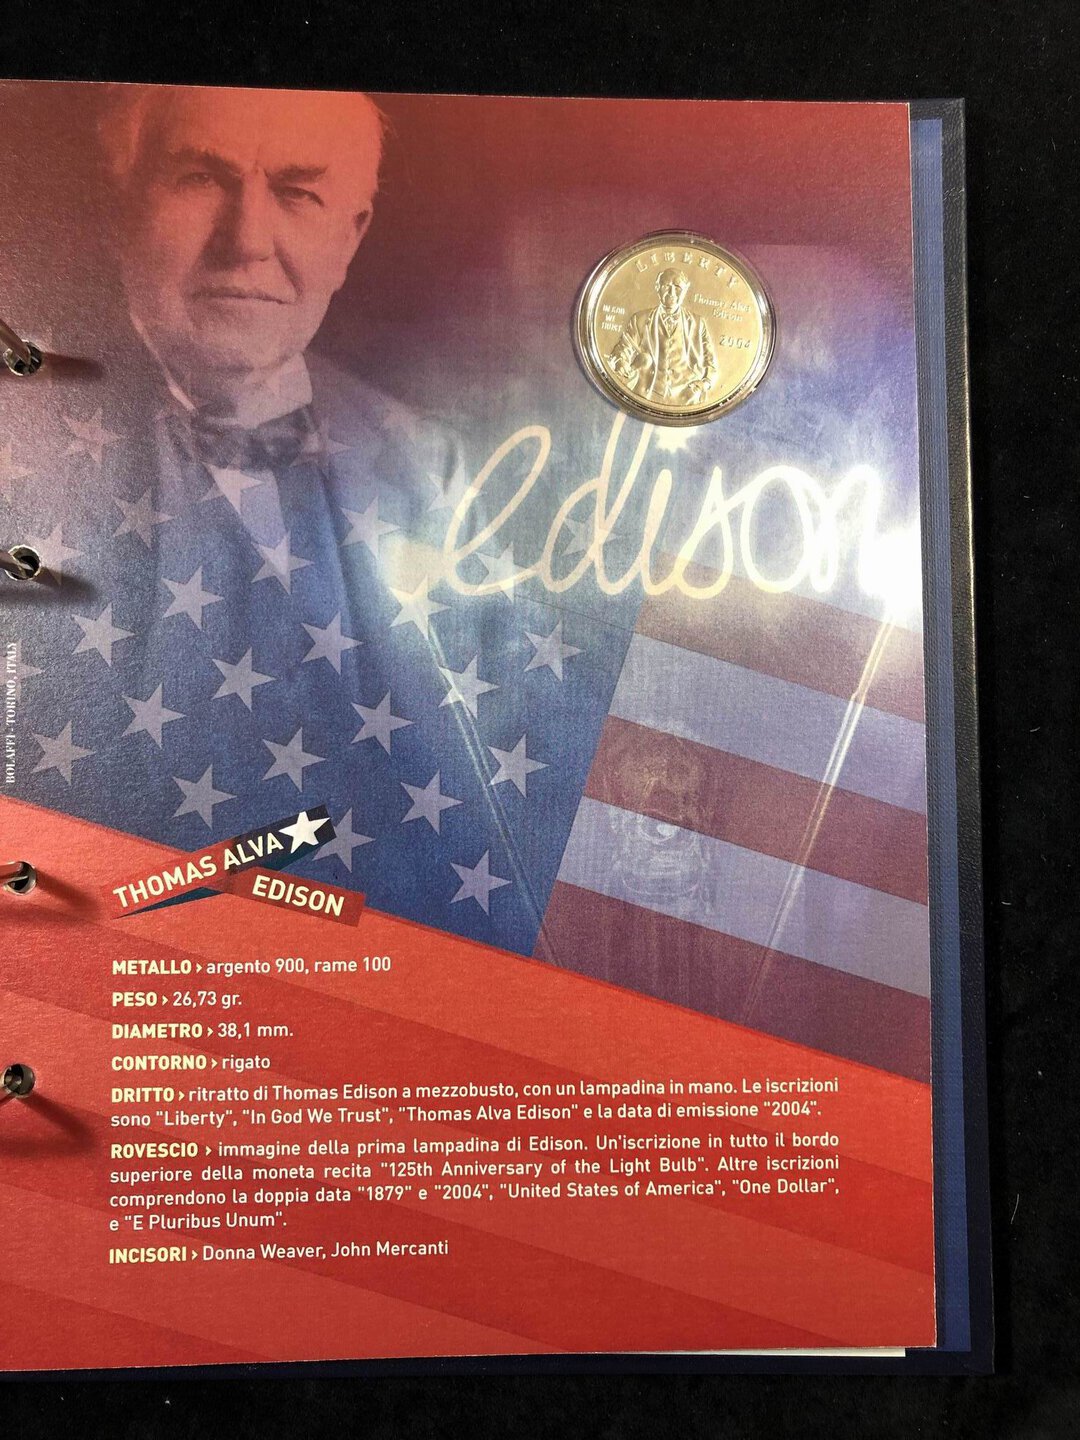 LIBERTY
IN GOD
WE
TRUST
Thomas Alva
Edison
2004
edison
BOLAFFI - TORINO, ITALY
THOMAS ALVA
EDISON
METALLO › argento 900, rame 100
PESO › 26,73 gr.
DIAMETRO › 38,1 mm.
CONTORNO › rigato
DRITTO › ritratto di Thomas Edison a mezzobusto, con un lampadina in mano. Le iscrizioni
sono "Liberty", "In God We Trust", "Thomas Alva Edison" e la data di emissione "2004".
ROVESCIO › immagine della prima lampadina di Edison. Un'iscrizione in tutto il bordo
superiore della moneta recita "125th Anniversary of the Light Bulb". Altre iscrizioni
comprendono la doppia data "1879" e "2004", "United States of America", "One Dollar",
e "E Pluribus Unum".
INCISORI › Donna Weaver, John Mercanti